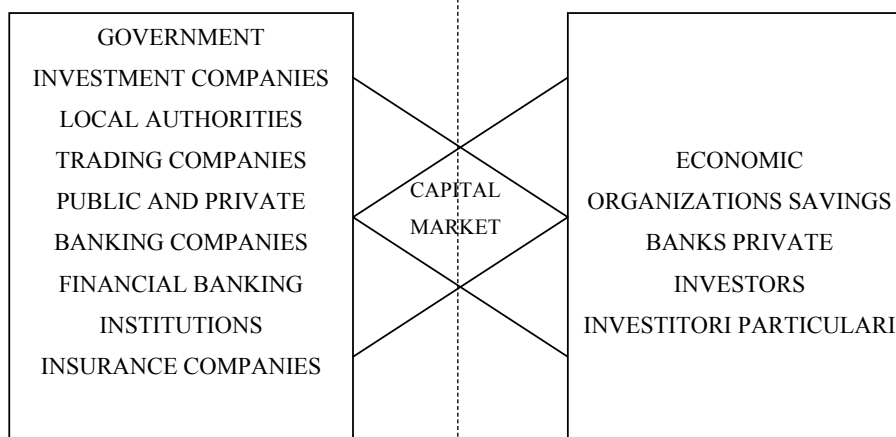 GOVERNMENT
INVESTMENT COMPANIES
LOCAL AUTHORITIES
TRADING COMPANIES
PUBLIC AND PRIVATE
BANKING COMPANIES
FINANCIAL BANKING
INSTITUTIONS
INSURANCE COMPANIES
CAPITAL
MARKET
ECONOMIC
ORGANIZATIONS SAVINGS
BANKS PRIVATE
INVESTORS
INVESTITORI PARTICULARI